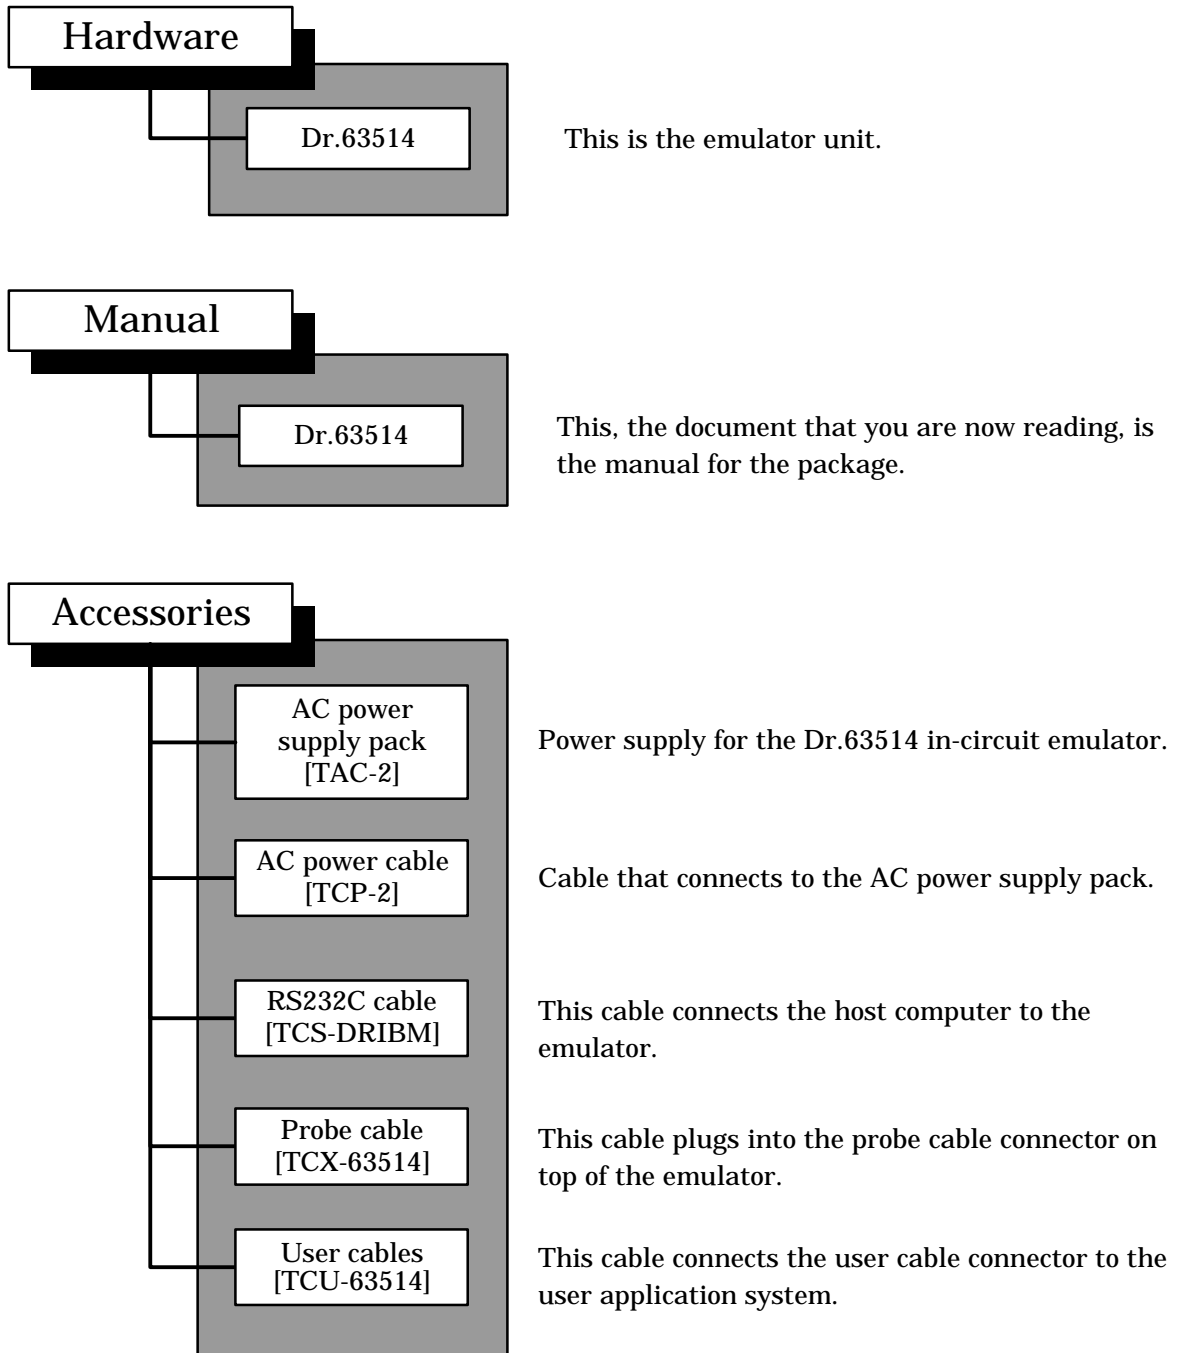 Hardware
Dr.63514
This is the emulator unit.
Manual
Dr.63514
This, the document that you are now reading, is
the manual for the package.
Accessories
AC power
supply pack
[TAC-2]
Power supply for the Dr.63514 in-circuit emulator.
AC power cable
[TCP-2]
Cable that connects to the AC power supply pack.
RS232C cable
[TCS-DRIBM]
This cable connects the host computer to the
emulator.
Probe cable
[TCX-63514]
This cable plugs into the probe cable connector on
top of the emulator.
User cables
[TCU-63514]
This cable connects the user cable connector to the
user application system.